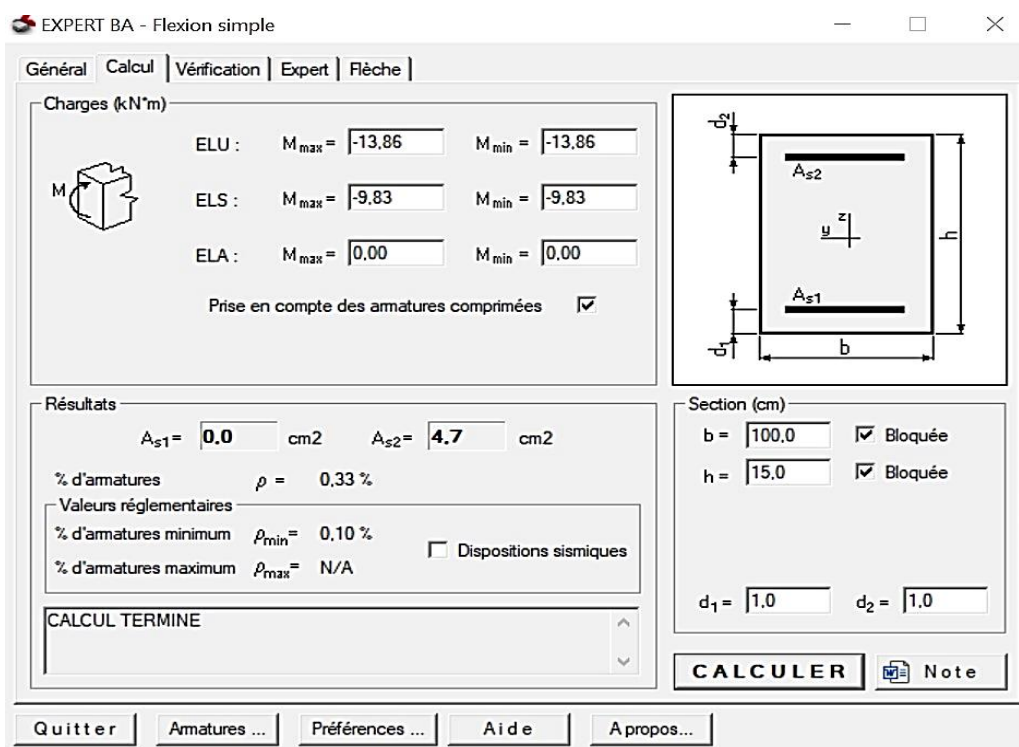 EXPERT BA - Flexion simple
Général Calcul Vérification Expert Flèche
Charges (kN*m)
M
ELU : Mmax = -13,86 Mmin = -13,86
ELS : Mmax = -9,83 Mmin = -9,83
ELA : Mmax = 0,00 Mmin = 0,00
Prise en compte des armatures comprimées
d2
As2
y z
h
As1
d1
b
Résultats
As1= 0,0 cm2 As2= 4,7 cm2
% d'armatures ρ = 0,33 %
Valeurs réglementaires
% d'armatures minimum ρmin= 0,10 %
% d'armatures maximum ρmax= N/A
Dispositions sismiques
CALCUL TERMINE
Section (cm)
b = 100,0 Bloquée
h = 15,0 Bloquée
d1 = 1,0 d2 = 1,0
CALCULER Note
Quitter Armatures ... Préférences ... Aide A propos...